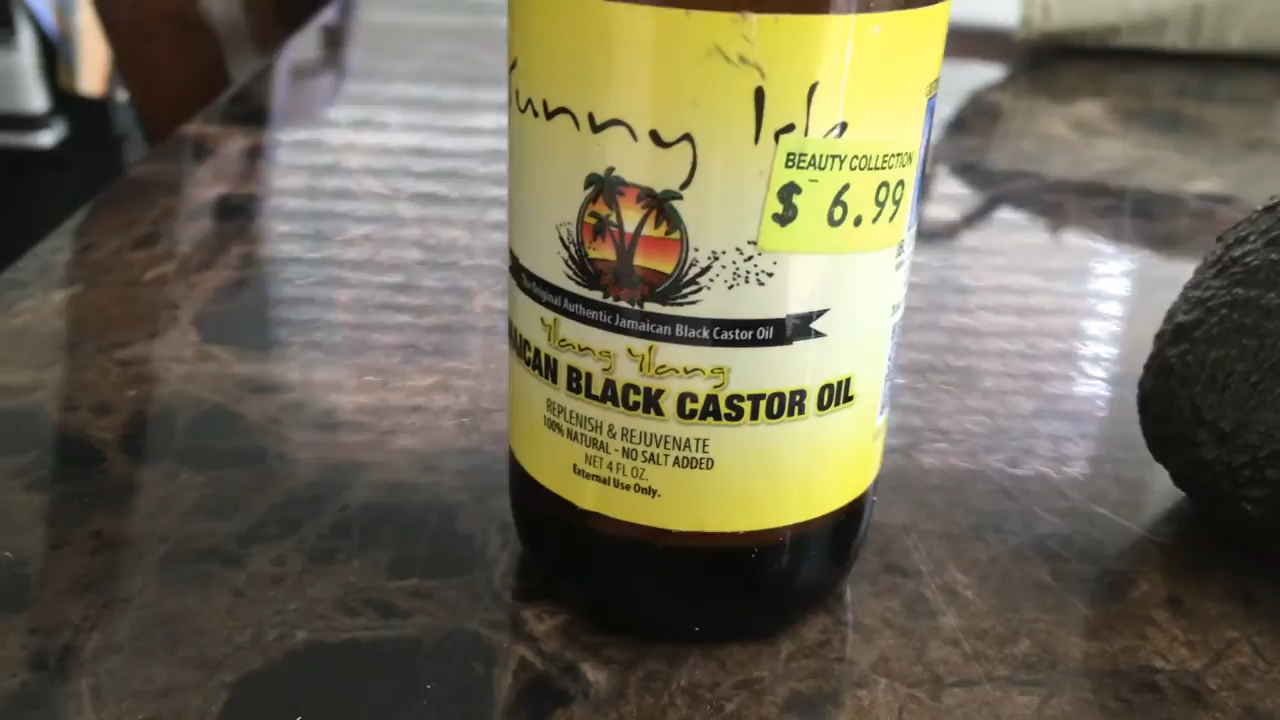 Sunny Isle
BEAUTY COLLECTION
$ 6.99
The Original Authentic Jamaican Black Castor Oil
Ylang Ylang
AICAN BLACK CASTOR OIL
REPLENISH & REJUVENATE
100% NATURAL - NO SALT ADDED
NET 4 FL OZ.
External Use Only.